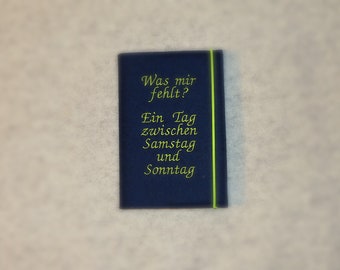 Was mir
fehlt?
Ein Tag
zwischen
Samstag
und
Sonntag